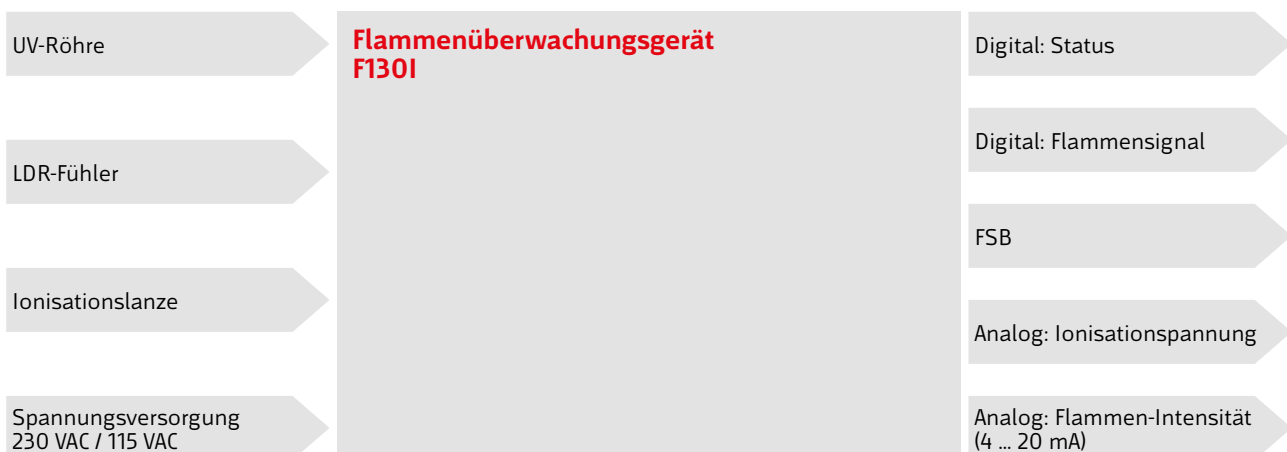 UV-Röhre
LDR-Fühler
Ionisationslanze
Spannungsversorgung
230 VAC / 115 VAC
Flammenüberwachungsgerät
F130I
Digital: Status
Digital: Flammensignal
FSB
Analog: Ionisationspannung
Analog: Flammen-Intensität
(4 ... 20 mA)